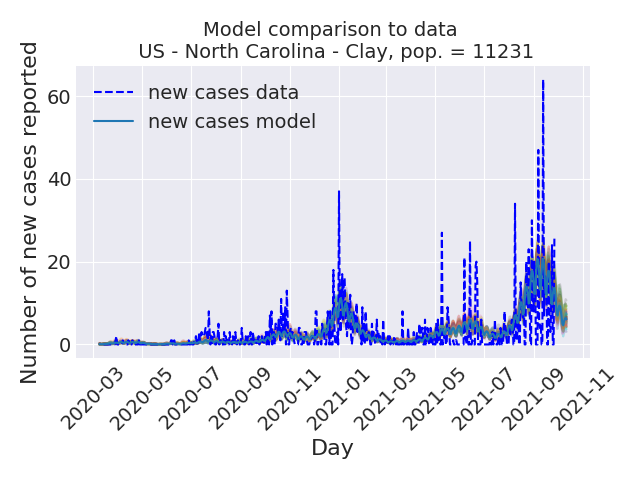 Model comparison to data
US - North Carolina - Clay, pop. = 11231
Number of new cases reported
60
40
20
0
new cases data
new cases model
2020-03
2020-05
2020-07
2020-09
2020-11
2021-01
2021-03
2021-05
2021-07
2021-09
2021-11
Day